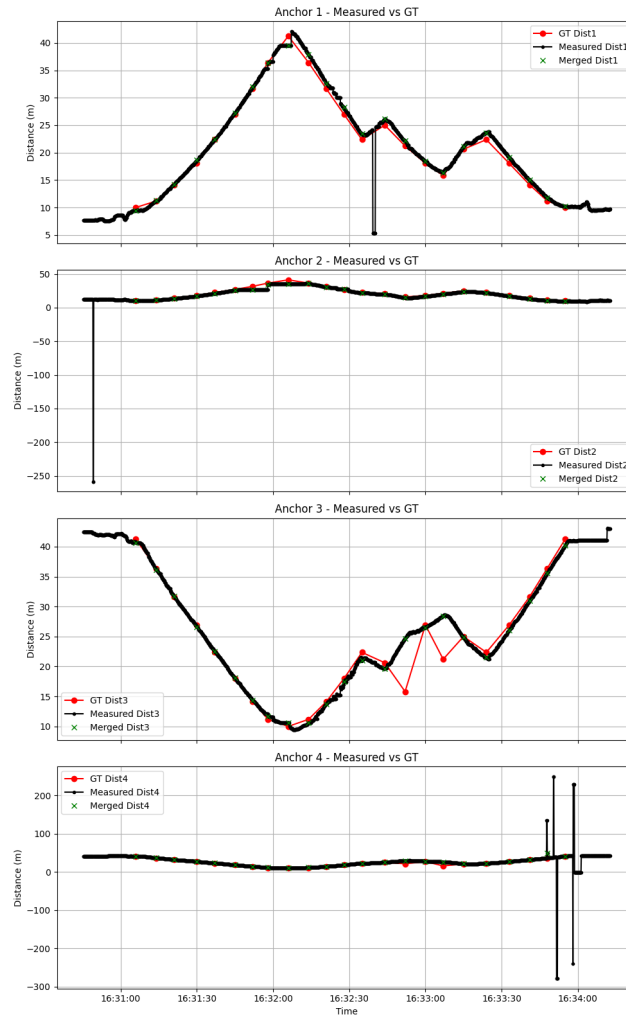 Anchor 1 - Measured vs GT
Distance (m)
40
35
30
25
20
15
10
5
GT Dist1
Measured Dist1
Merged Dist1
Anchor 2 - Measured vs GT
Distance (m)
50
0
−50
−100
−150
−200
−250
GT Dist2
Measured Dist2
Merged Dist2
Anchor 3 - Measured vs GT
Distance (m)
40
35
30
25
20
15
10
GT Dist3
Measured Dist3
Merged Dist3
Anchor 4 - Measured vs GT
Distance (m)
200
100
0
−100
−200
−300
GT Dist4
Measured Dist4
Merged Dist4
16:31:00 16:31:30 16:32:00 16:32:30 16:33:00 16:33:30 16:34:00
Time